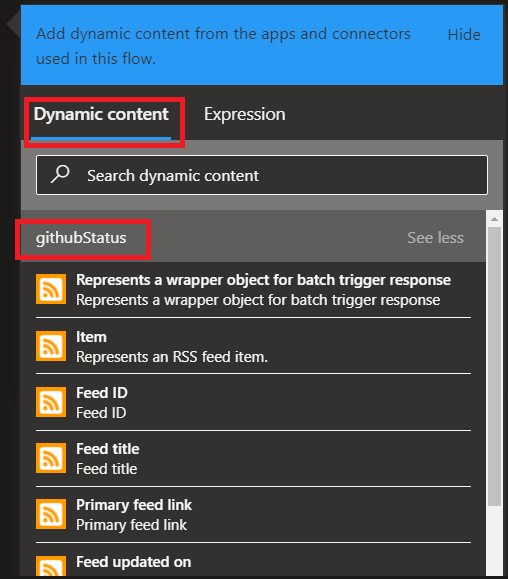 Add dynamic content from the apps and connectors
used in this flow.
Hide
Dynamic content
Expression
Search dynamic content
githubStatus
See less
Represents a wrapper object for batch trigger response
Represents a wrapper object for batch trigger response
Item
Represents an RSS feed item.
Feed ID
Feed ID
Feed title
Feed title
Primary feed link
Primary feed link
Feed updated on